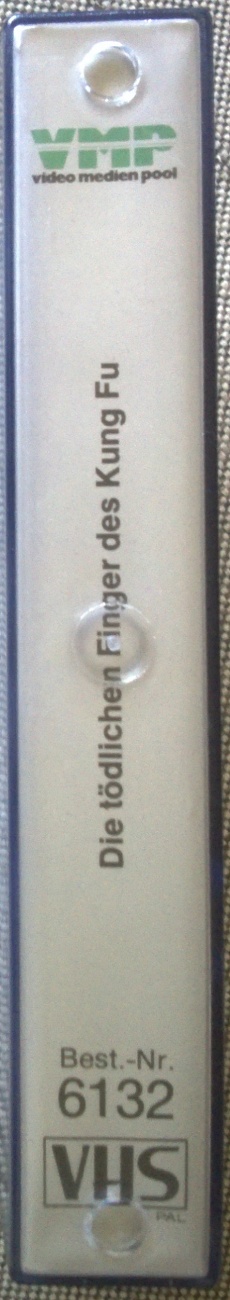 VMP
video medien pool
Die tödlichen Finger des Kung Fu
Best.-Nr.
6132
VHS
PAL